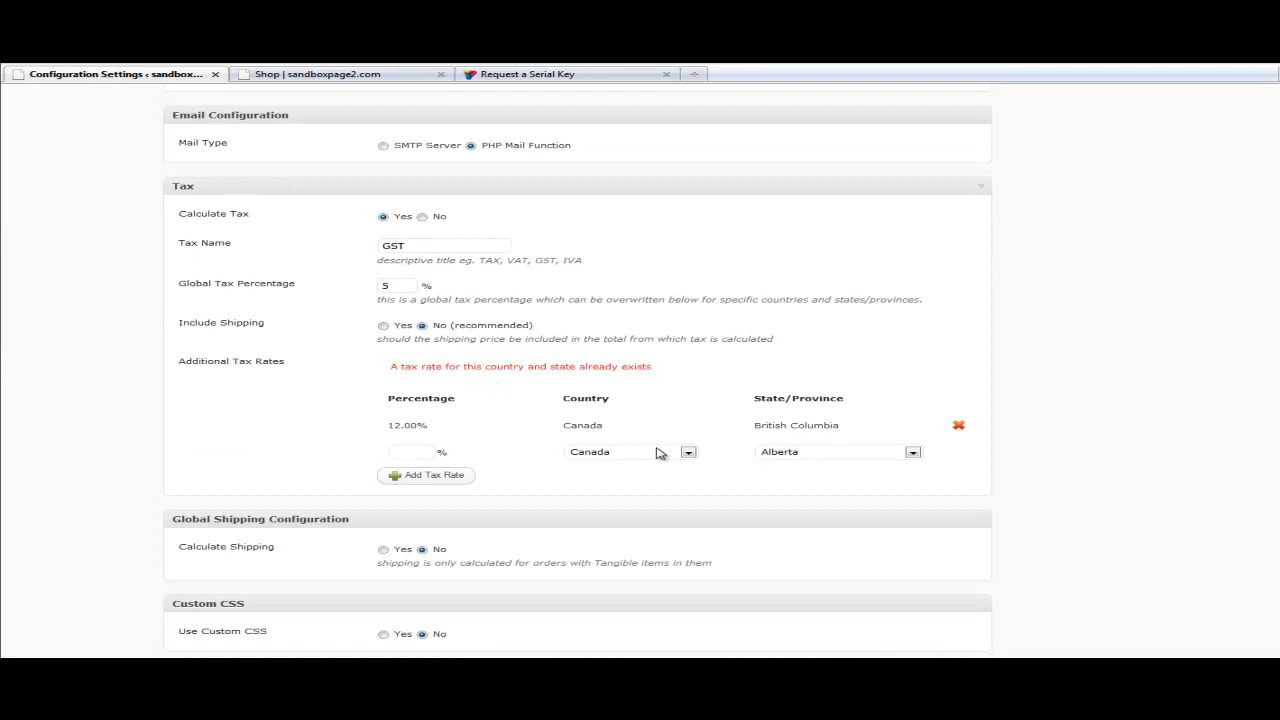 Configuration Settings ‹ sandbox... Shop | sandboxpage2.com Request a Serial Key
Email Configuration
Mail Type SMTP Server PHP Mail Function
Tax
Calculate Tax Yes No
Tax Name GST
descriptive title eg. TAX, VAT, GST, IVA
Global Tax Percentage 5 %
this is a global tax percentage which can be overwritten below for specific countries and states/provinces.
Include Shipping Yes No (recommended)
should the shipping price be included in the total from which tax is calculated
Additional Tax Rates A tax rate for this country and state already exists
Percentage Country State/Province
12.00% Canada British Columbia
% Canada Alberta
Add Tax Rate
Global Shipping Configuration
Calculate Shipping Yes No
shipping is only calculated for orders with Tangible items in them
Custom CSS
Use Custom CSS Yes No